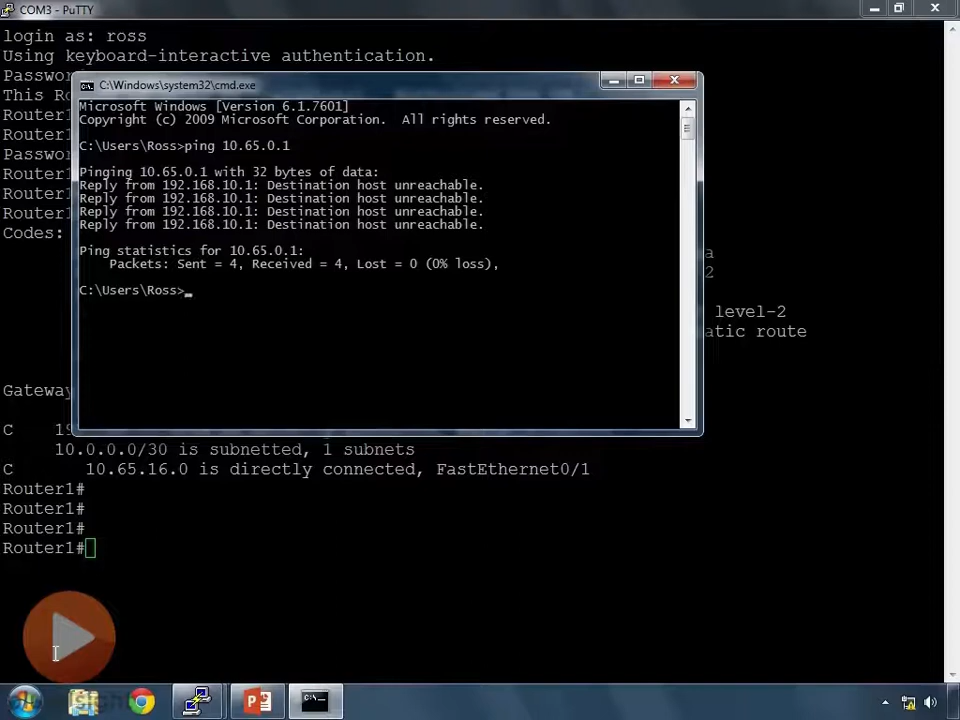 COM3 - PuTTY
login as: ross
Using keyboard-interactive authentication.
Password
This Ro
Router1
Router1
Password
Router1
Router1
Codes:
a
2
level-2
atic route
Gateway
C 19
10.0.0.0/30 is subnetted, 1 subnets
C 10.65.16.0 is directly connected, FastEthernet0/1
Router1#
Router1#
Router1#
Router1#
C:\Windows\system32\cmd.exe
Microsoft Windows [Version 6.1.7601]
Copyright (c) 2009 Microsoft Corporation. All rights reserved.
C:\Users\Ross>ping 10.65.0.1
Pinging 10.65.0.1 with 32 bytes of data:
Reply from 192.168.10.1: Destination host unreachable.
Reply from 192.168.10.1: Destination host unreachable.
Reply from 192.168.10.1: Destination host unreachable.
Reply from 192.168.10.1: Destination host unreachable.
Ping statistics for 10.65.0.1:
Packets: Sent = 4, Received = 4, Lost = 0 (0% loss),
C:\Users\Ross>